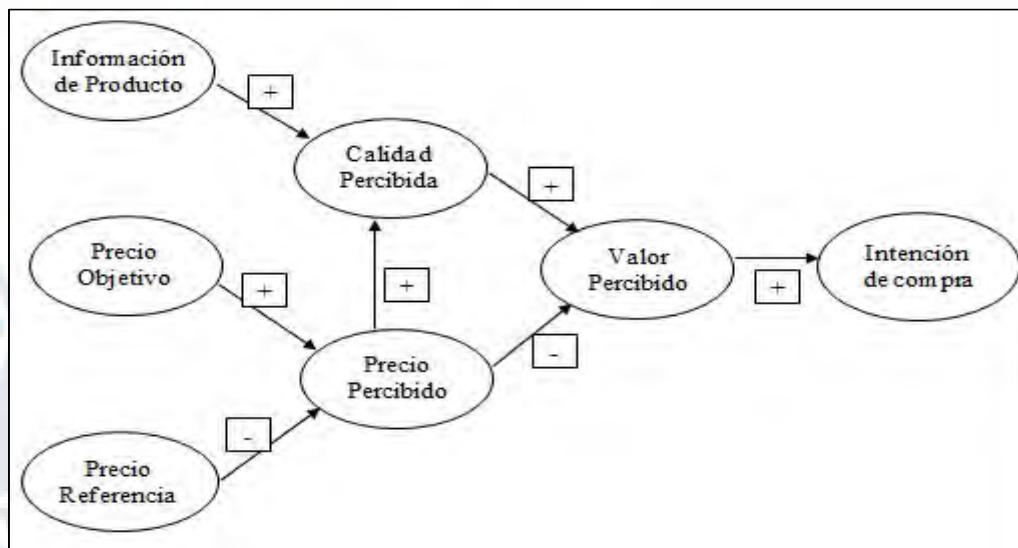 Información
de Producto
+
Calidad
Percibida
+
Precio
Objetivo
+
+
Valor
Percibido
+
Intención
de compra
Precio
Percibido
-
-
Precio
Referencia